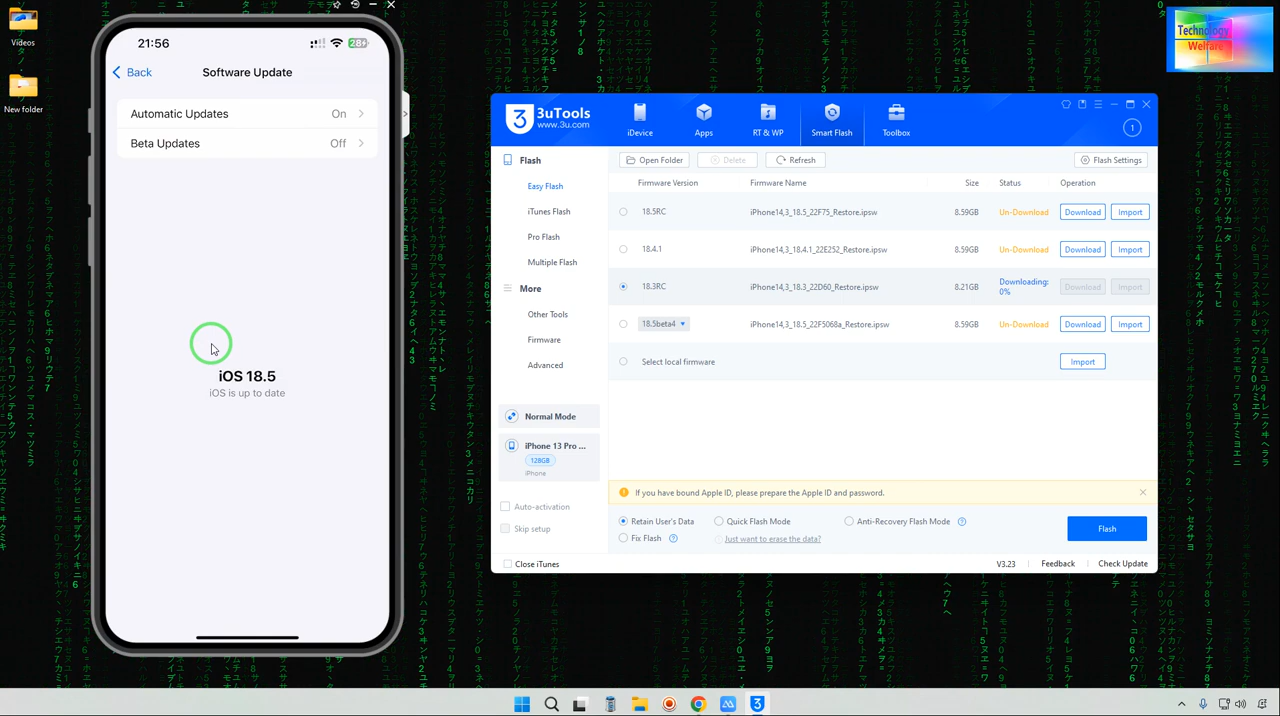 Videos
New folder
21:56
28
Back
Software Update
Automatic Updates On
Beta Updates Off
iOS 18.5
iOS is up to date
Technology
Welfare
3 3uTools
www.3u.com
iDevice
Apps
RT & WP
Smart Flash
Toolbox
1
Flash
Easy Flash
iTunes Flash
Pro Flash
Multiple Flash
More
Other Tools
Firmware
Advanced
Normal Mode
iPhone 13 Pro ...
128GB
iPhone
Auto-activation
Skip setup
Close iTunes
Open Folder Delete Refresh Flash Settings
Firmware Version Firmware Name Size Status Operation
18.5RC iPhone14,3_18.5_22F75_Restore.ipsw 8.59GB Un-Download Download Import
18.4.1 iPhone14,3_18.4.1_22E252_Restore.ipsw 8.59GB Un-Download Download Import
18.3RC iPhone14,3_18.3_22D60_Restore.ipsw 8.21GB Downloading: 0% Download Import
18.5beta4 iPhone14,3_18.5_22F5068a_Restore.ipsw 8.59GB Un-Download Download Import
Select local firmware Import
If you have bound Apple ID, please prepare the Apple ID and password.
Retain User's Data Quick Flash Mode Anti-Recovery Flash Mode
Fix Flash Just want to erase the data?
Flash
V3.23 Feedback Check Update